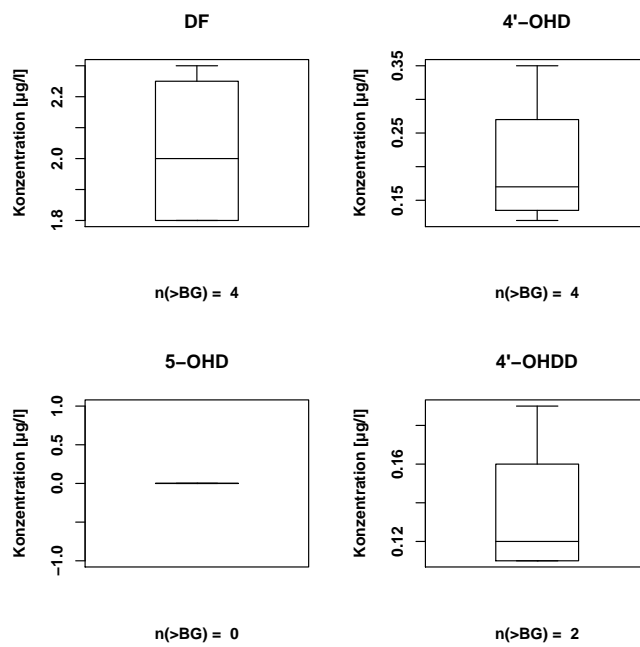 DF
Konzentration [µg/l]
1.8
2.0
2.2
n(>BG) = 4
4'−OHD
Konzentration [µg/l]
0.15
0.25
0.35
n(>BG) = 4
5−OHD
Konzentration [µg/l]
−1.0
0.0
0.5
1.0
n(>BG) = 0
4'−OHDD
Konzentration [µg/l]
0.12
0.16
n(>BG) = 2